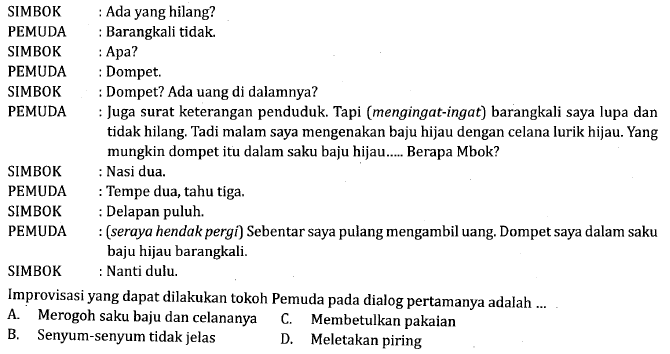 SIMBOK : Ada yang hilang?
PEMUDA : Barangkali tidak.
SIMBOK : Apa?
PEMUDA : Dompet.
SIMBOK : Dompet? Ada uang di dalamnya?
PEMUDA : Juga surat keterangan penduduk. Tapi (mengingat-ingat) barangkali saya lupa dan
tidak hilang. Tadi malam saya mengenakan baju hijau dengan celana lurik hijau. Yang
mungkin dompet itu dalam saku baju hijau..... Berapa Mbok?
SIMBOK : Nasi dua.
PEMUDA : Tempe dua, tahu tiga.
SIMBOK : Delapan puluh.
PEMUDA : (seraya hendak pergi) Sebentar saya pulang mengambil uang. Dompet saya dalam saku
baju hijau barangkali.
SIMBOK : Nanti dulu.
Improvisasi yang dapat dilakukan tokoh Pemuda pada dialog pertamanya adalah ...
A. Merogoh saku baju dan celananya C. Membetulkan pakaian
B. Senyum-senyum tidak jelas D. Meletakan piring